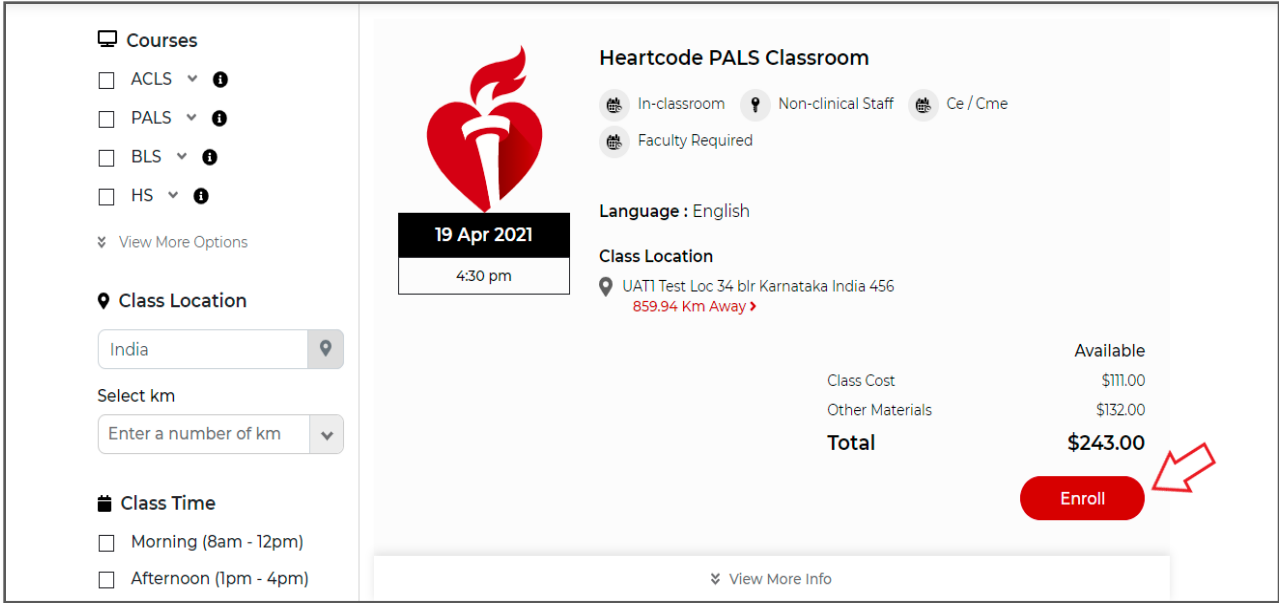 Courses
ACLS
PALS
BLS
HS
View More Options
Class Location
India
Select km
Enter a number of km
Class Time
Morning (8am - 12pm)
Afternoon (1pm - 4pm)
19 Apr 2021
4:30 pm
Heartcode PALS Classroom
In-classroom Non-clinical Staff Ce / Cme
Faculty Required
Language : English
Class Location
UAT1 Test Loc 34 blr Karnataka India 456
859.94 Km Away
Available
Class Cost $111.00
Other Materials $132.00
Total $243.00
Enroll
View More Info